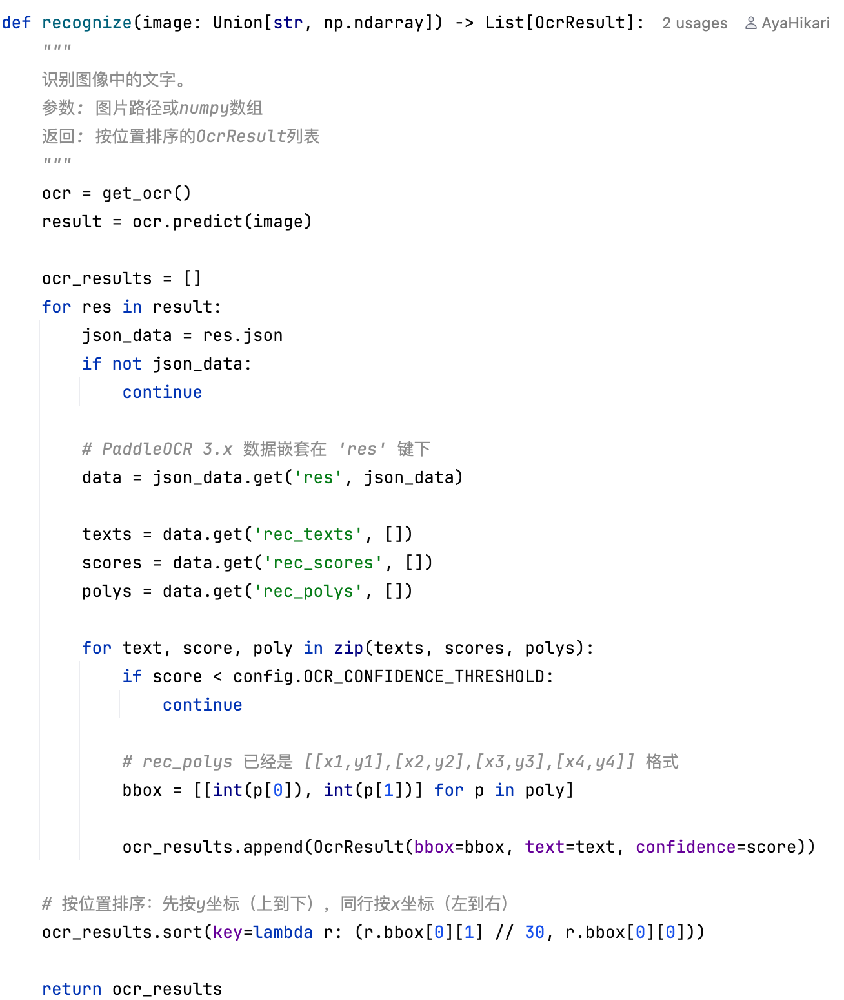 def recognize(image: Union[str, np.ndarray]) -> List[OcrResult]: 2 usages AyaHikari
    """
    识别图像中的文字。
    参数: 图片路径或numpy数组
    返回: 按位置排序的OcrResult列表
    """
    ocr = get_ocr()
    result = ocr.predict(image)

    ocr_results = []
    for res in result:
        json_data = res.json
        if not json_data:
            continue

        # PaddleOCR 3.x 数据嵌套在 'res' 键下
        data = json_data.get('res', json_data)

        texts = data.get('rec_texts', [])
        scores = data.get('rec_scores', [])
        polys = data.get('rec_polys', [])

        for text, score, poly in zip(texts, scores, polys):
            if score < config.OCR_CONFIDENCE_THRESHOLD:
                continue

            # rec_polys 已经是 [[x1,y1],[x2,y2],[x3,y3],[x4,y4]] 格式
            bbox = [[int(p[0]), int(p[1])] for p in poly]

            ocr_results.append(OcrResult(bbox=bbox, text=text, confidence=score))

    # 按位置排序：先按y坐标（上到下），同行按x坐标（左到右）
    ocr_results.sort(key=lambda r: (r.bbox[0][1] // 30, r.bbox[0][0]))

    return ocr_results